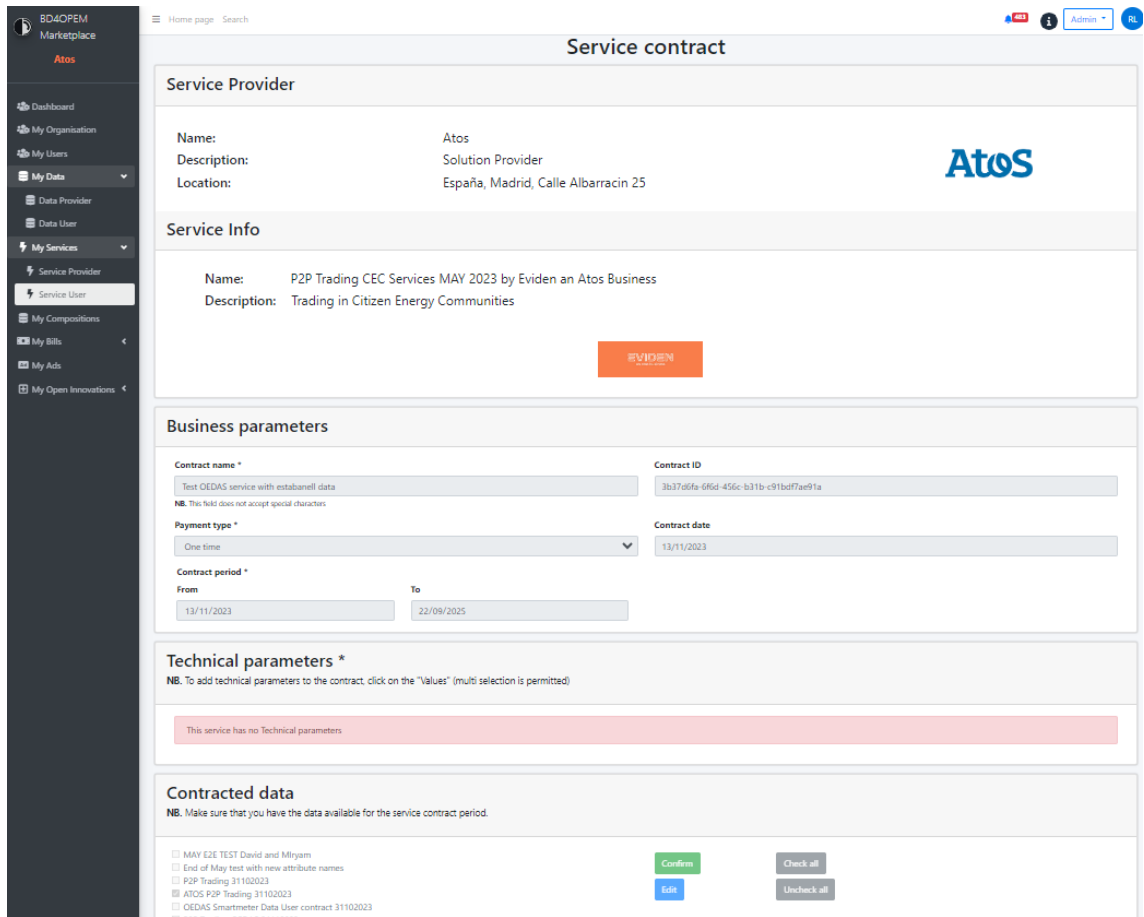 BD4OPEM
Marketplace
Atos
Dashboard
My Organisation
My Users
My Data
Data Provider
Data User
My Services
Service Provider
Service User
My Compositions
My Bills
My Ads
My Open Innovations
Home page Search
483
Admin
RL
Service contract
Service Provider
Name: Atos
Description: Solution Provider
Location: España, Madrid, Calle Albarracin 25
Atos
Service Info
Name: P2P Trading CEC Services MAY 2023 by Eviden an Atos Business
Description: Trading in Citizen Energy Communities
EVIDEN
Business parameters
Contract name * Contract ID
Test OEDAS service with estabanell data 3b37d6fa-6f6d-456c-b31b-c91bdf7ae91a
NB. This field does not accept special characters
Payment type * Contract date
One time 13/11/2023
Contract period *
From To
13/11/2023 22/09/2025
Technical parameters *
NB. To add technical parameters to the contract, click on the "Values" (multi selection is permitted)
This service has no Technical parameters
Contracted data
NB. Make sure that you have the data available for the service contract period.
MAY E2E TEST David and MIryam
End of May test with new attribute names
P2P Trading 31102023
ATOS P2P Trading 31102023
OEDAS Smartmeter Data User contract 31102023
Confirm Check all
Edit Uncheck all